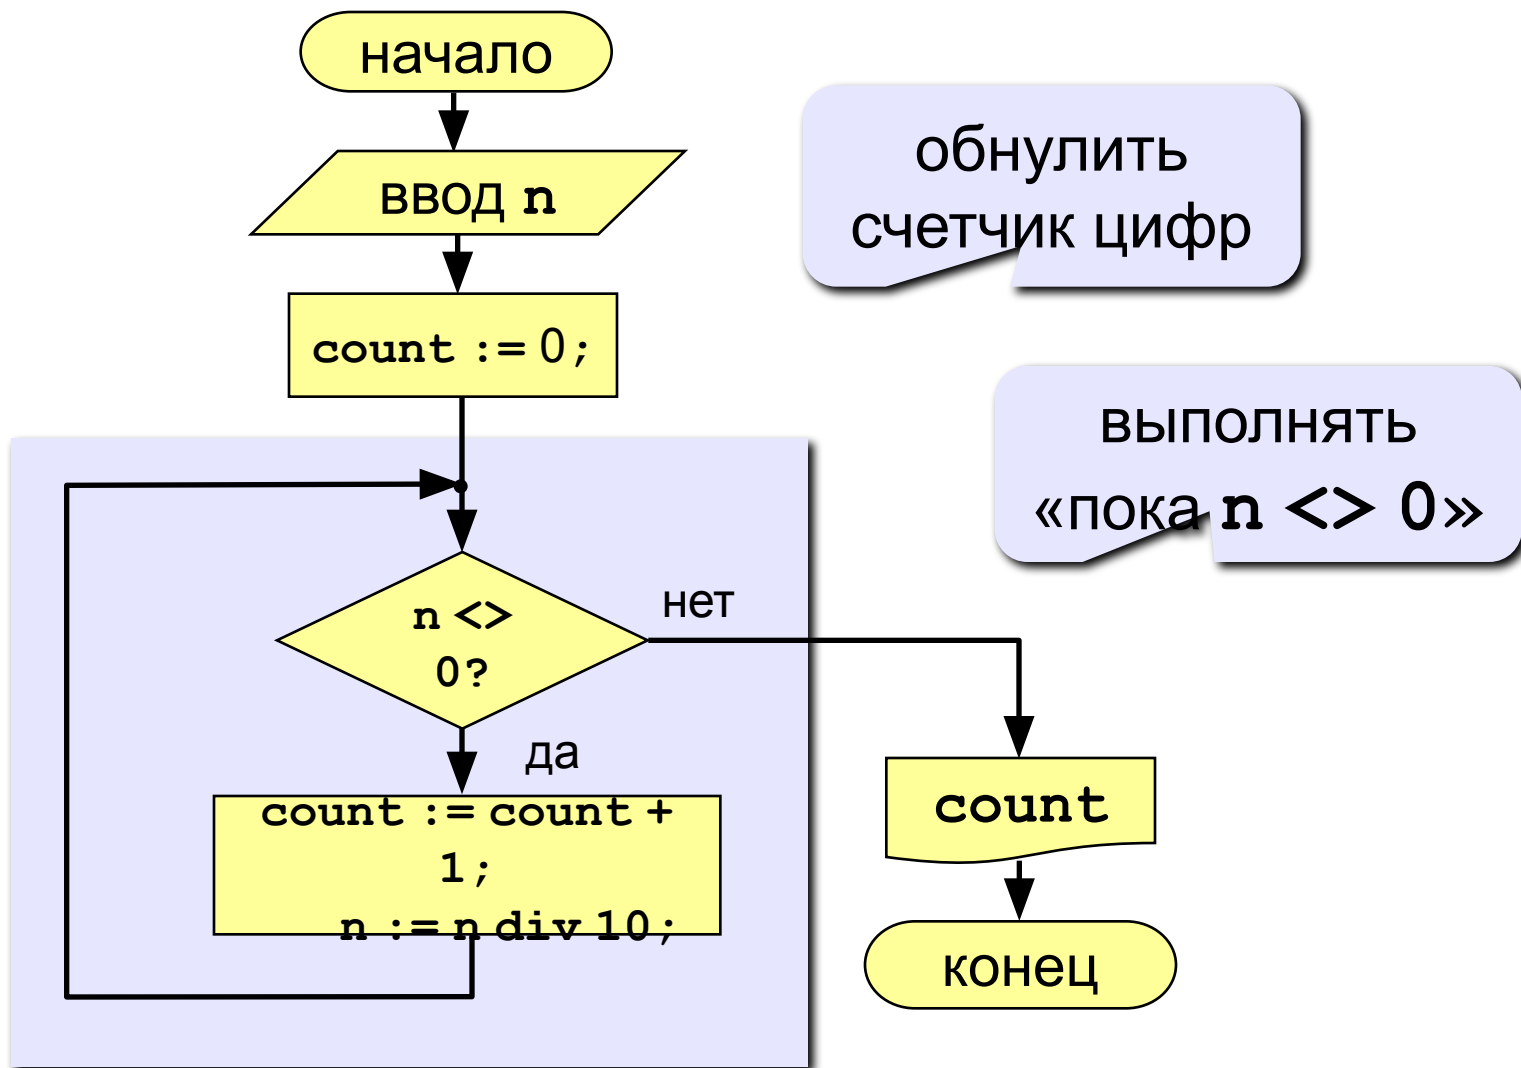 начало
ввод n
count := 0;
обнулить
счетчик цифр
выполнять
«пока n <> 0»
n <>
0?
нет
да
count := count +
1;
n := n div 10;
count
конец